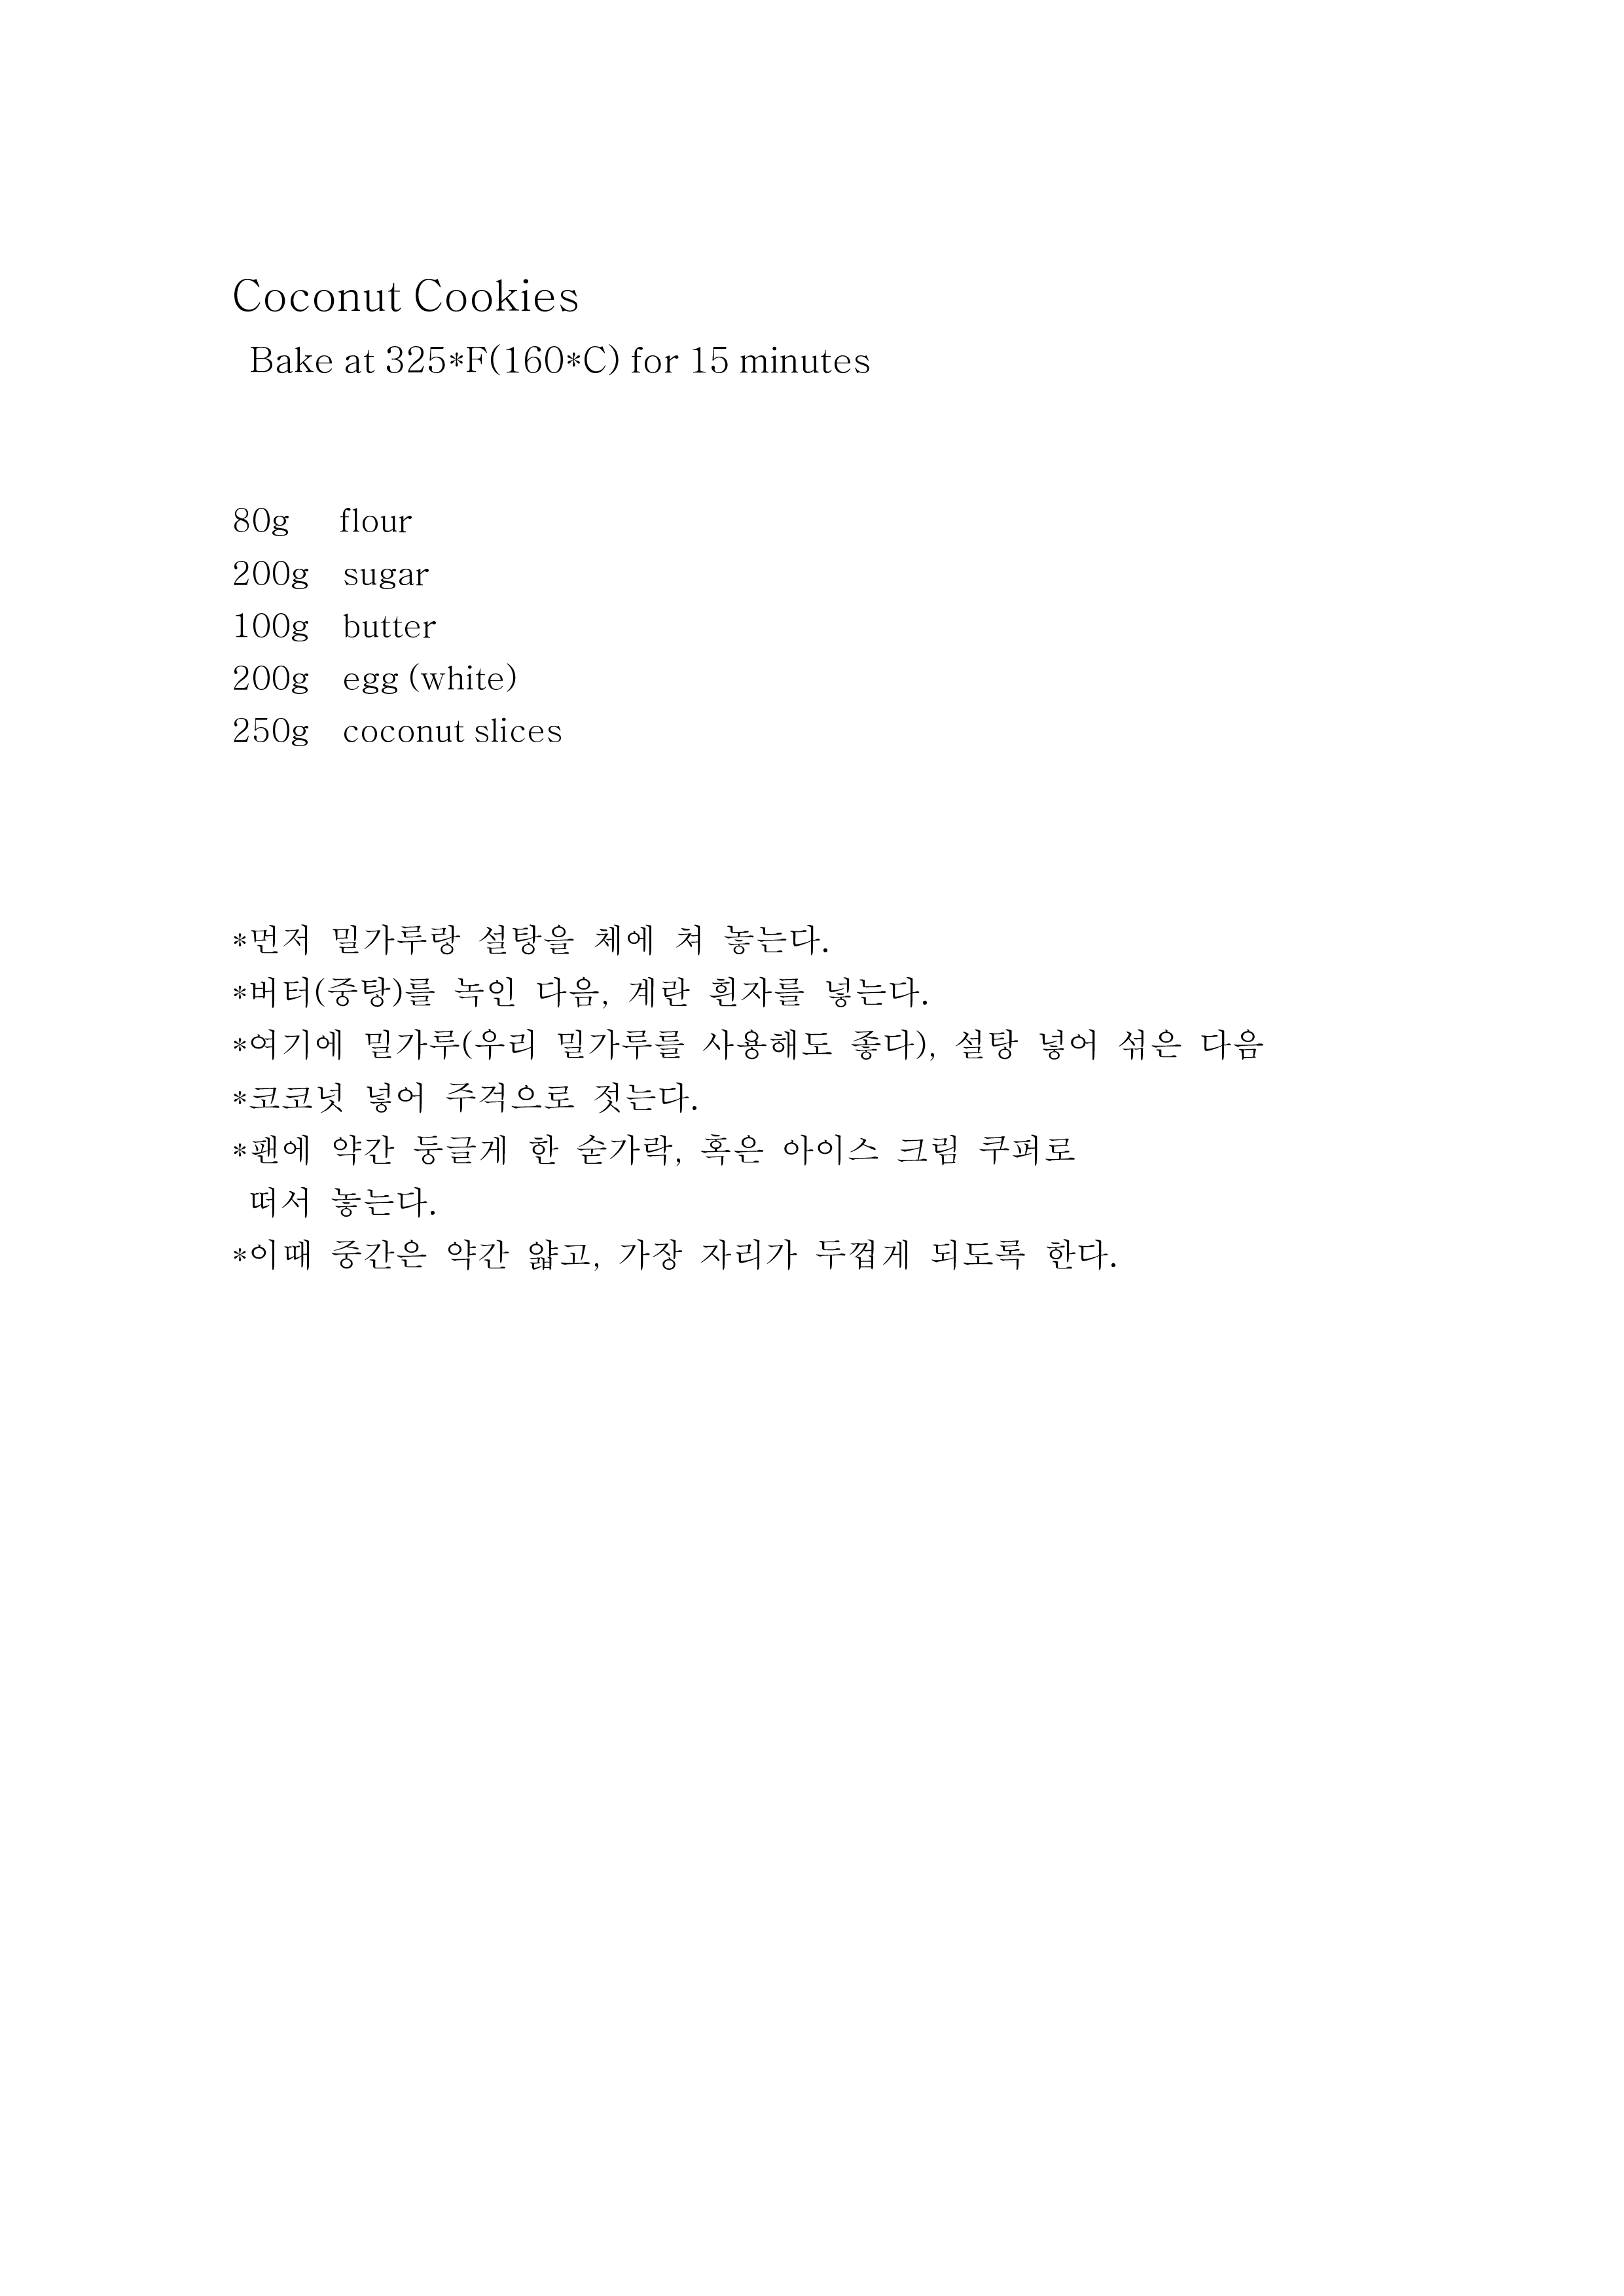 Coconut Cookies
Bake at 325*F(160*C) for 15 minutes
80g flour
200g sugar
100g butter
200g egg (white)
250g coconut slices
*먼저 밀가루랑 설탕을 체에 쳐 놓는다.
*버터(중탕)를 녹인 다음, 계란 흰자를 넣는다.
*여기에 밀가루(우리 밀가루를 사용해도 좋다), 설탕 넣어 섞은 다음
*코코넛 넣어 주걱으로 젓는다.
*팬에 약간 둥글게 한 숟가락, 혹은 아이스 크림 쿠퍼로
떠서 놓는다.
*이때 중간은 약간 얇고, 가장 자리가 두껍게 되도록 한다.